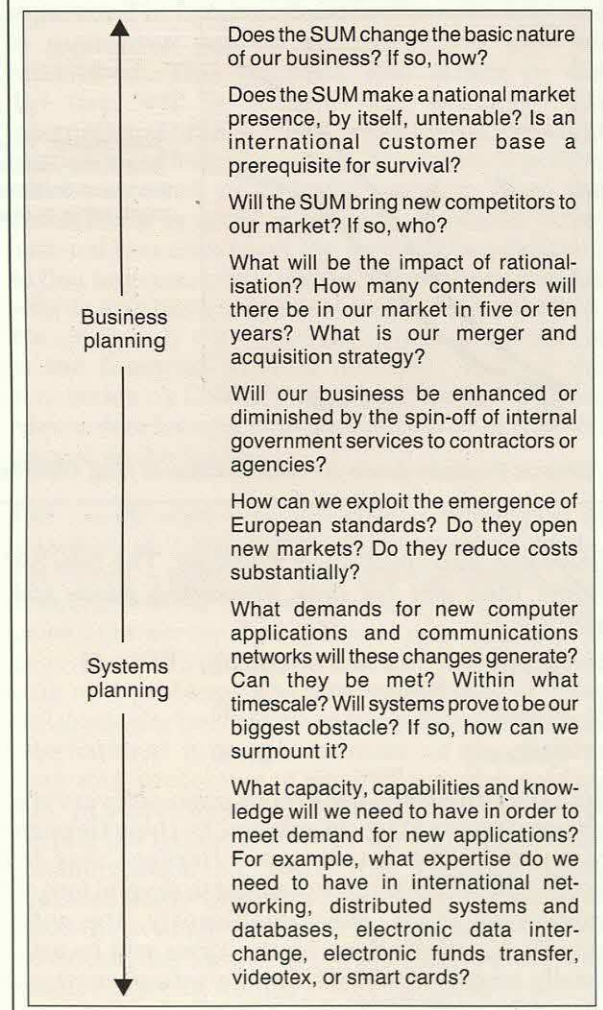 Does the SUM change the basic nature
of our business? If so, how?
Does the SUM make a national market
presence, by itself, untenable? Is an
international customer base a
prerequisite for survival?
Will the SUM bring new competitors to
our market? If so, who?
What will be the impact of rational-
isation? How many contenders will
there be in our market in five or ten
years? What is our merger and
acquisition strategy?
Business
planning
Will our business be enhanced or
diminished by the spin-off of internal
government services to contractors or
agencies?
How can we exploit the emergence of
European standards? Do they open
new markets? Do they reduce costs
substantially?
What demands for new computer
applications and communications
networks will these changes generate?
Can they be met? Within what
timescale? Will systems prove to be our
biggest obstacle? If so, how can we
surmount it?
Systems
planning
What capacity, capabilities and know-
ledge will we need to have in order to
meet demand for new applications?
For example, what expertise do we
need to have in international net-
working, distributed systems and
databases, electronic data inter-
change, electronic funds transfer,
videotex, or smart cards?